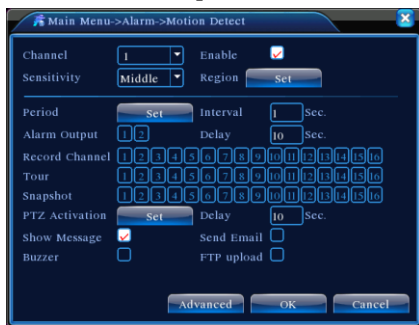 Main Menu->Alarm->Motion Detect
Channel 1 Enable
Sensitivity Middle Region Set
Period Set Interval 1 Sec.
Alarm Output 1 2 Delay 10 Sec.
Record Channel 1 2 3 4 5 6 7 8 9 10 11 12 13 14 15 16
Tour 1 2 3 4 5 6 7 8 9 10 11 12 13 14 15 16
Snapshot 1 2 3 4 5 6 7 8 9 10 11 12 13 14 15 16
PTZ Activation Set Delay 10 Sec.
Show Message Send Email
Buzzer FTP upload
Advanced OK Cancel